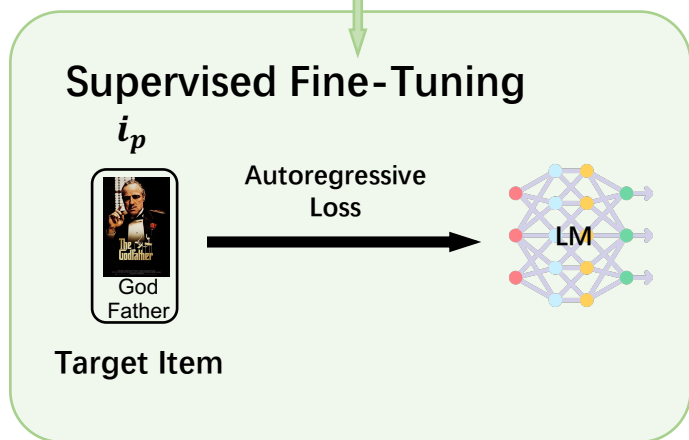 Supervised Fine-Tuning
i_p
Autoregressive
Loss
The
Godfather
LM
God
Father
Target Item